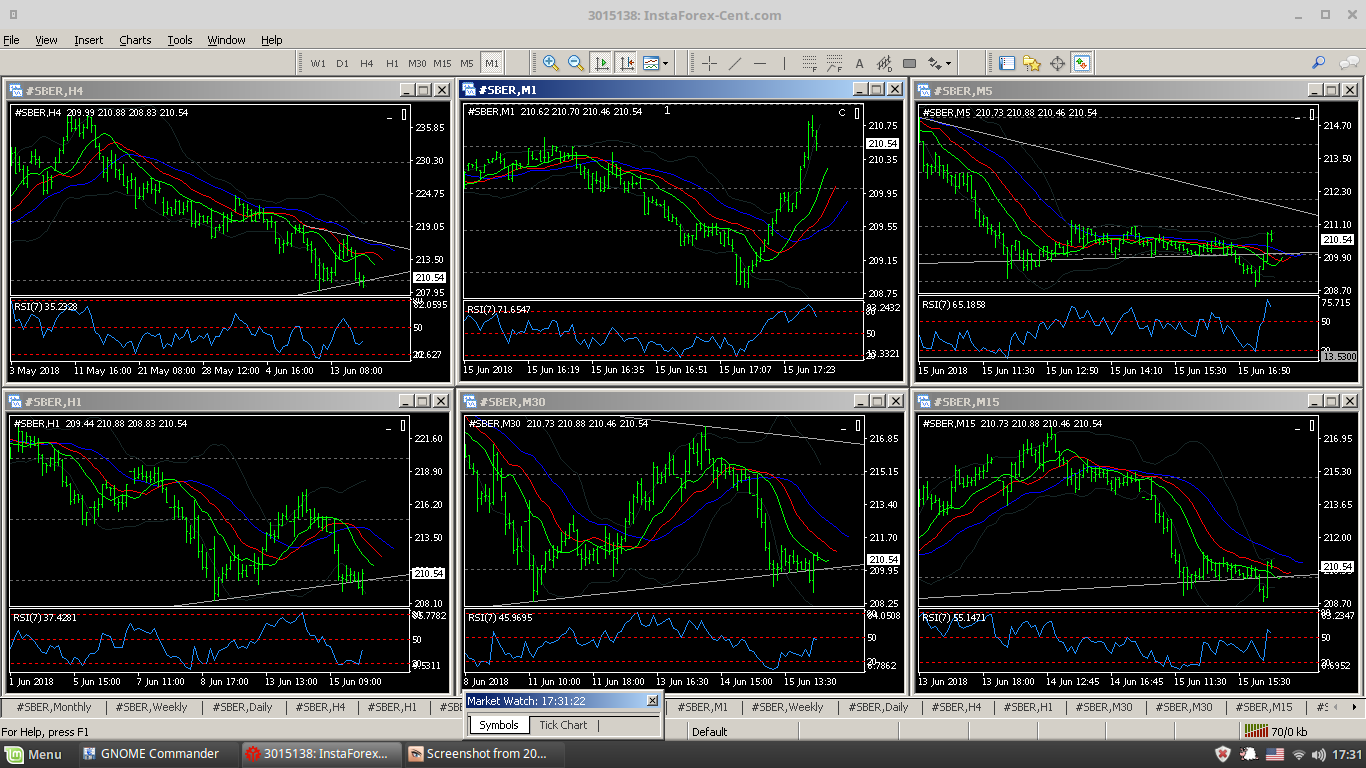 3015138: InstaForex-Cent.com
File View Insert Charts Tools Window Help
W1 D1 H4 H1 M30 M15 M5 M1
#SBER,H4
#SBER,H4 209.99 210.88 208.83 210.54
235.85
230.30
224.75
219.05
213.50
210.54
207.95
RSI(7) 35.2328
82.0595
50
3 May 2018 11 May 16:00 21 May 08:00 28 May 12:00 4 Jun 16:00 13 Jun 08:00
#SBER,M1
#SBER,M1 210.62 210.70 210.46 210.54 1 C
210.75
210.54
210.35
209.95
209.55
209.15
208.75
RSI(7) 71.6547
50
15 Jun 2018 15 Jun 16:19 15 Jun 16:35 15 Jun 16:51 15 Jun 17:07 15 Jun 17:23
#SBER,M5
#SBER,M5 210.73 210.88 210.46 210.54
214.70
213.50
212.30
211.10
210.54
209.90
208.70
RSI(7) 65.1858
75.715
50
13.5300
15 Jun 2018 15 Jun 11:30 15 Jun 12:50 15 Jun 14:10 15 Jun 15:30 15 Jun 16:50
#SBER,H1
#SBER,H1 209.44 210.88 208.83 210.54
221.60
218.90
216.20
213.50
210.54
208.10
RSI(7) 37.4281
50
1 Jun 2018 5 Jun 15:00 7 Jun 11:00 8 Jun 17:00 13 Jun 13:00 15 Jun 09:00
#SBER,M30
#SBER,M30 210.73 210.88 210.46 210.54
216.85
215.15
213.40
211.70
210.54
209.95
208.25
RSI(7) 45.9695
50
8 Jun 2018 11 Jun 10:00 11 Jun 18:00 13 Jun 16:30 14 Jun 15:00 15 Jun 13:30
#SBER,M15
#SBER,M15 210.73 210.88 210.46 210.54
216.95
215.30
213.65
212.00
210.54
208.70
RSI(7) 55.1471
50
13 Jun 2018 13 Jun 18:00 14 Jun 12:45 14 Jun 16:45 15 Jun 11:30 15 Jun 15:30
#SBER,Monthly #SBER,Weekly #SBER,Daily #SBER,H4 #SBER,H1 #SBER,M1 #SBER,Weekly #SBER,Daily #SBER,H4 #SBER,H1 #SBER,M30 #SBER,M30 #SBER,M15
Market Watch: 17:31:22
Symbols Tick Chart
For Help, press F1 Default 70/0 kb
Menu GNOME Commander 3015138: InstaForex... Screenshot from 20... 17:31